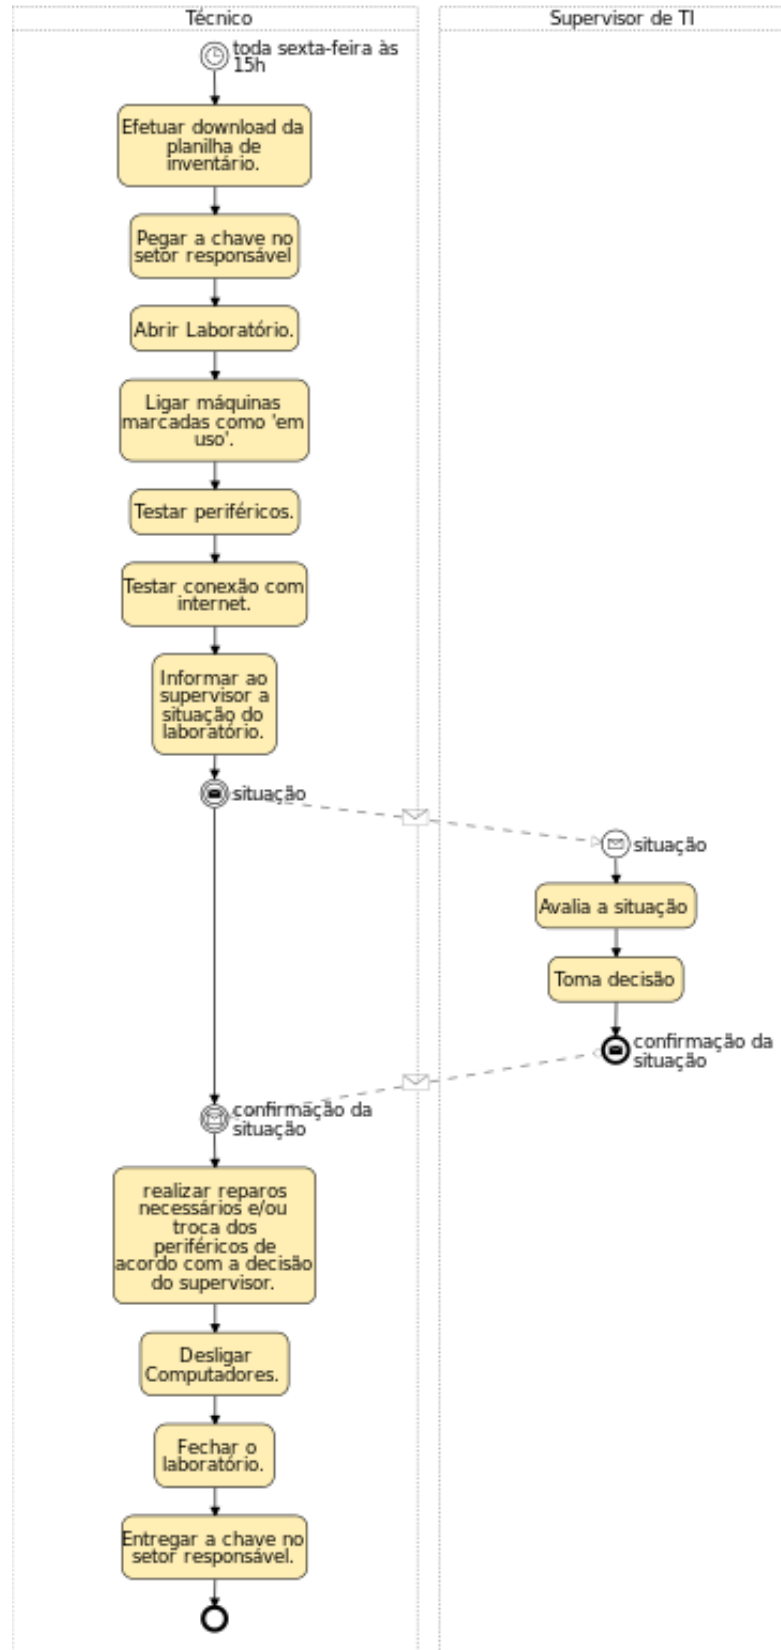 Técnico
Supervisor de TI
toda sexta-feira às
15h
Efetuar download da
planilha de
inventário.
Pegar a chave no
setor responsável
Abrir Laboratório.
Ligar máquinas
marcadas como 'em
uso'.
Testar periféricos.
Testar conexão com
internet.
Informar ao
supervisor a
situação do
laboratório.
situação
situação
Avalia a situação
Toma decisão
confirmação da
situação
confirmação da
situação
realizar reparos
necessários e/ou
troca dos
periféricos de
acordo com a decisão
do supervisor.
Desligar
Computadores.
Fechar o
laboratório.
Entregar a chave no
setor responsável.